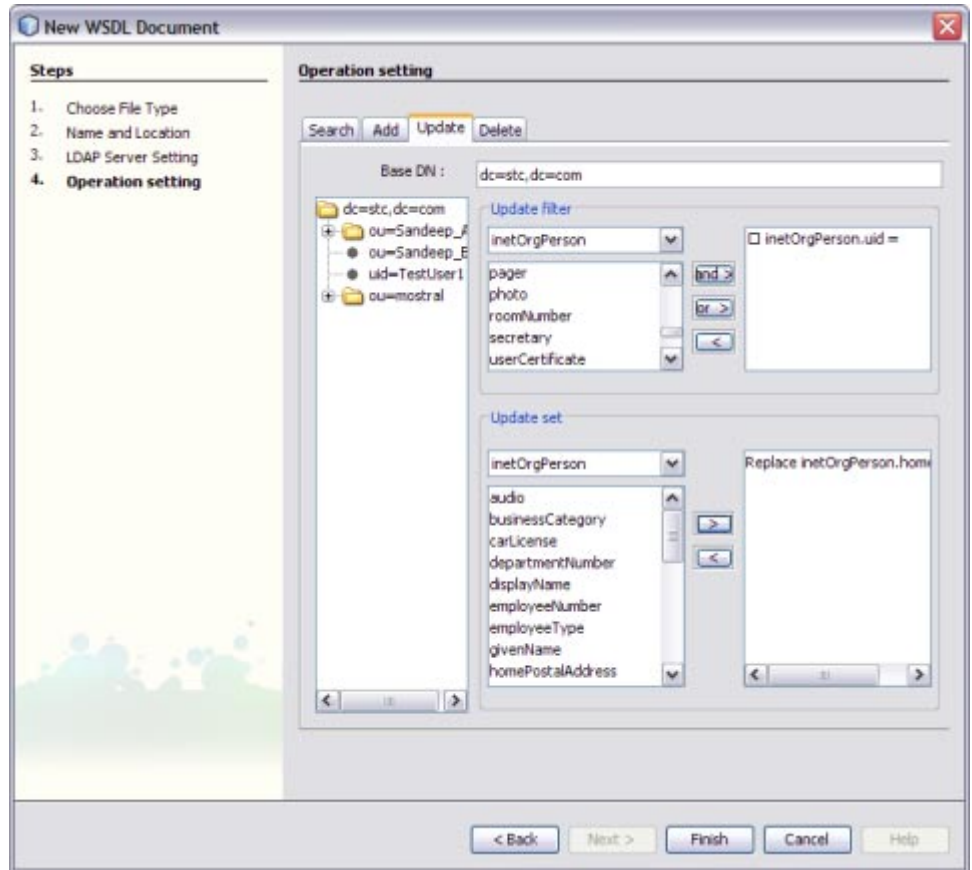 New WSDL Document
Steps
1. Choose File Type
2. Name and Location
3. LDAP Server Setting
4. Operation setting
Operation setting
Search Add Update Delete
Base DN : dc=stc,dc=com
dc=stc,dc=com
ou=Sandeep_A
ou=Sandeep_E
uid=TestUser1
ou=mostral
Update filter
inetOrgPerson
pager
photo
roomNumber
secretary
userCertificate
and >
or >
<
inetOrgPerson.uid =
Update set
inetOrgPerson
audio
businessCategory
carLicense
departmentNumber
displayName
employeeNumber
employeeType
givenName
homePostalAddress
>
<
Replace inetOrgPerson.home
< Back Next > Finish Cancel Help